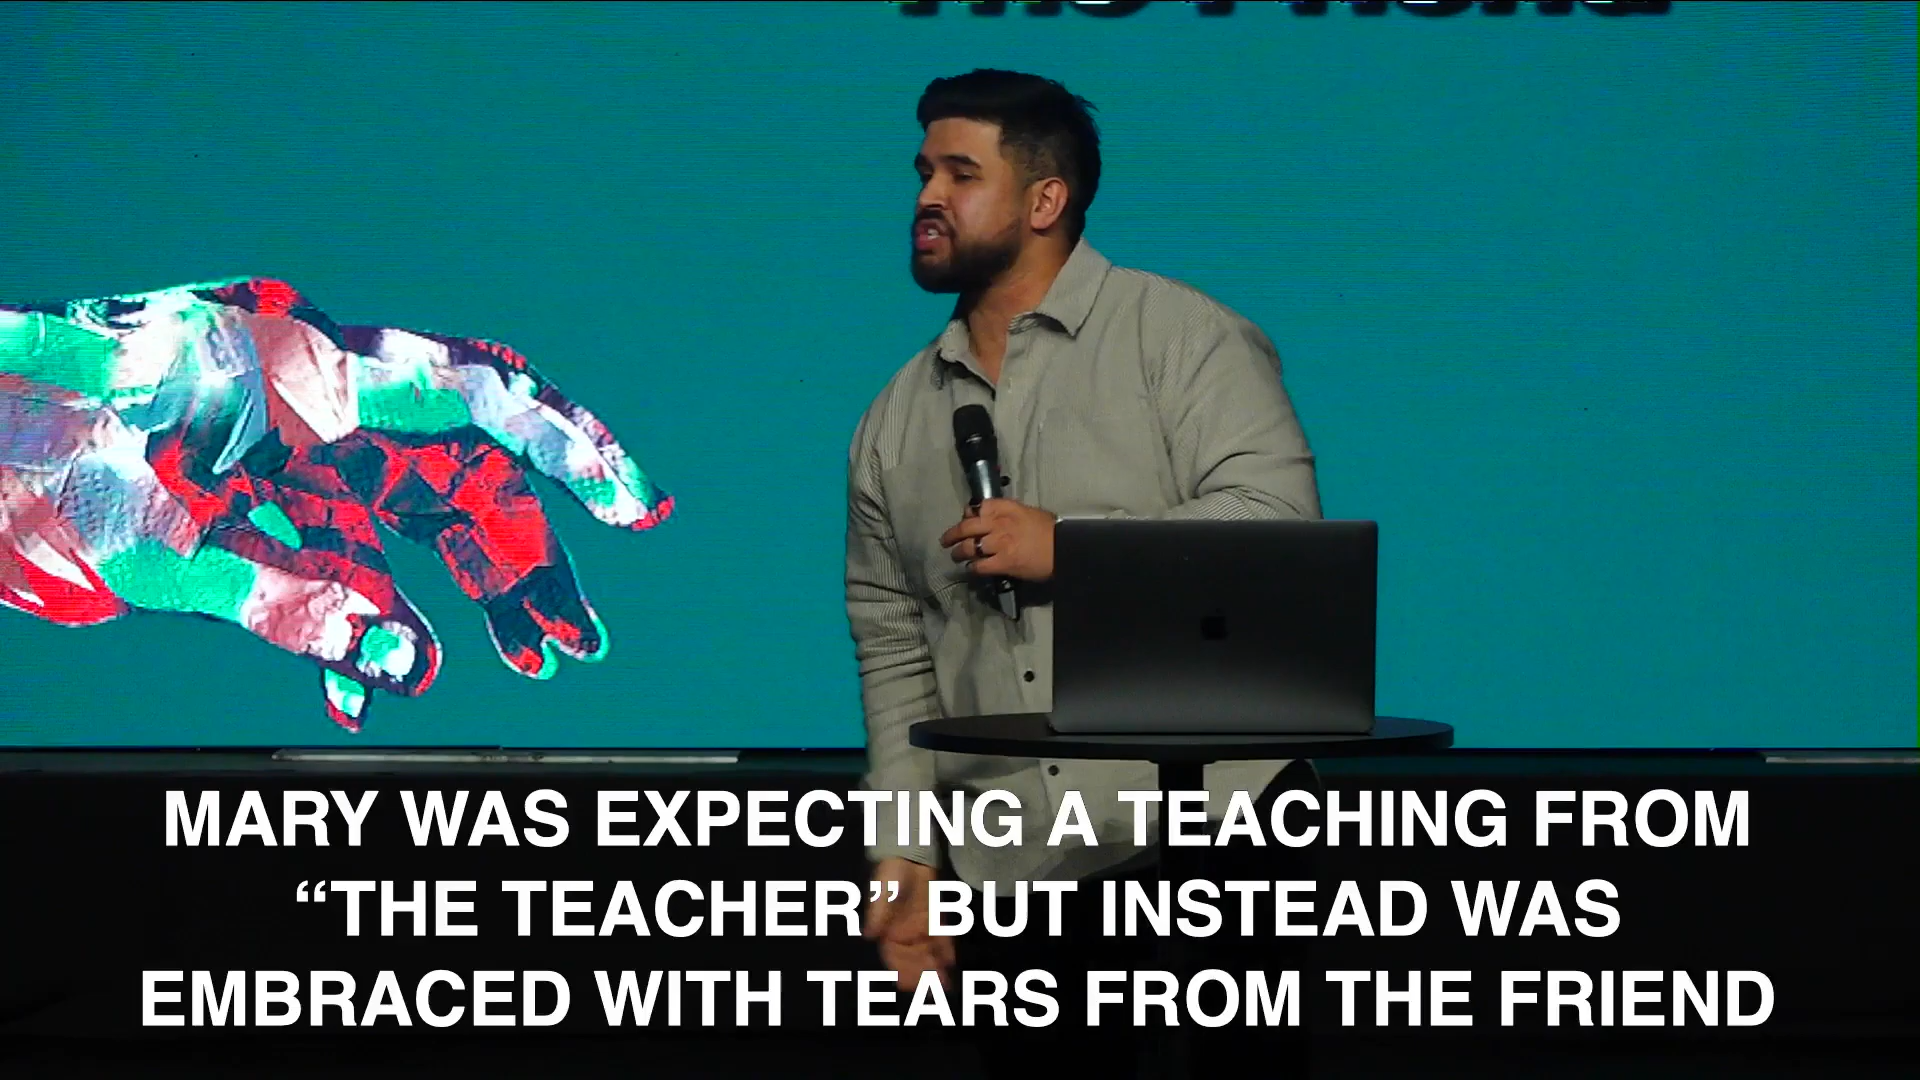 MARY WAS EXPECTING A TEACHING FROM
“THE TEACHER” BUT INSTEAD WAS
EMBRACED WITH TEARS FROM THE FRIEND